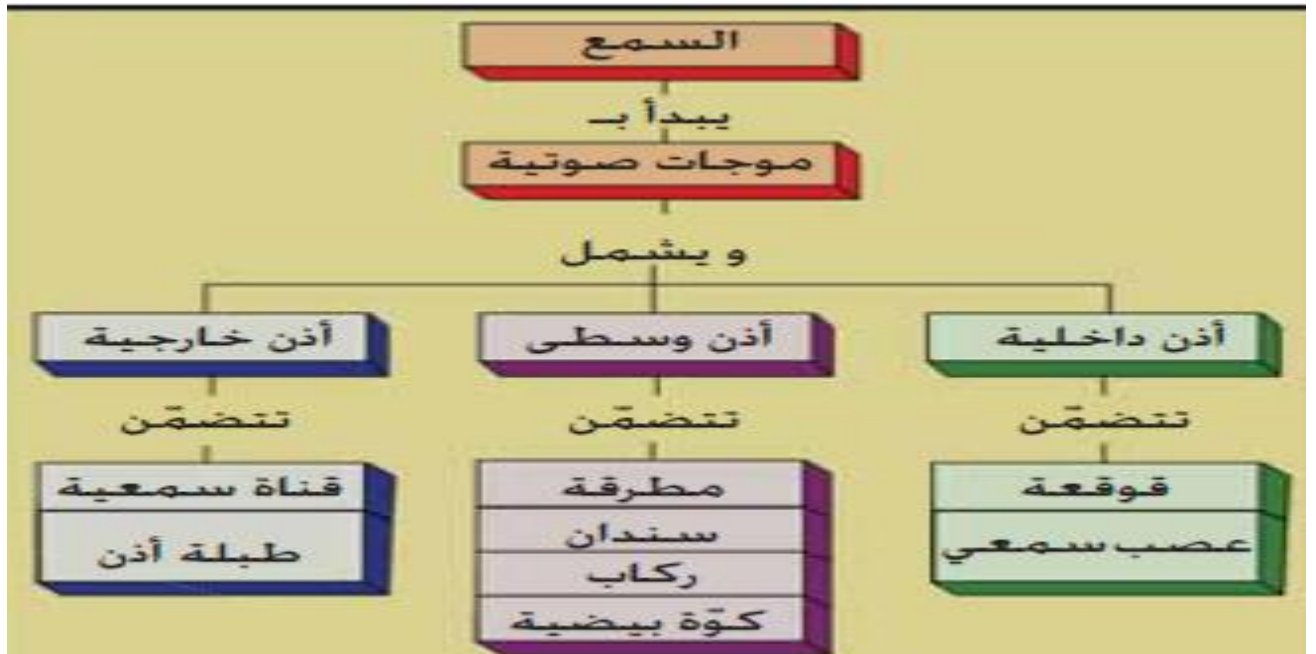 السمع
يبدأ بـ
موجات صوتية
و يشمل
أذن داخلية
أذن وسطى
أذن خارجية
تتضمّن
تتضمّن
تتضمّن
قوقعة
عصب سمعي
مطرقة
سندان
ركاب
كوّة بيضية
قناة سمعية
طبلة أذن